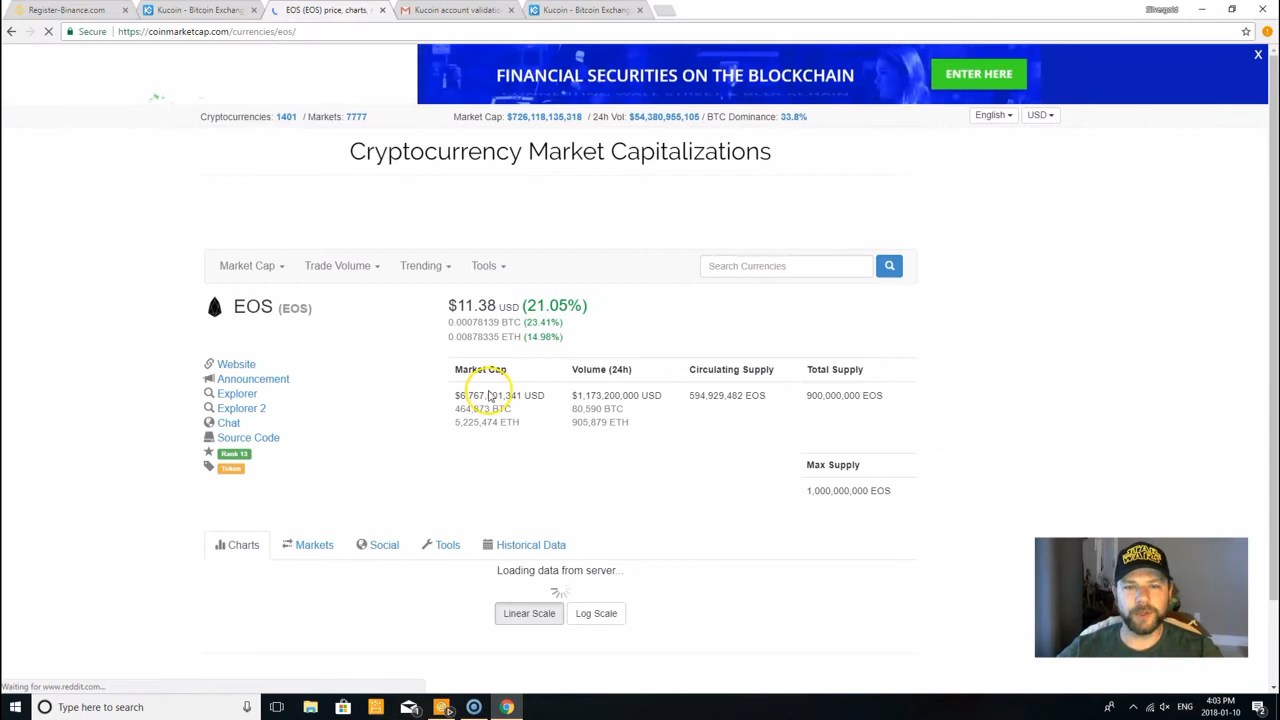 Register-Binance.com
Kucoin - Bitcoin Exchang
EOS (EOS) price, charts,
Kucoin account validation
Kucoin - Bitcoin Exchang
Silvergold
Secure
https://coinmarketcap.com/currencies/eos/
FINANCIAL SECURITIES ON THE BLOCKCHAIN
ENTER HERE
X
Cryptocurrencies: 1401 / Markets: 7777
Market Cap: $726,118,135,318 / 24h Vol: $54,380,955,105 / BTC Dominance: 33.8%
English
USD
Cryptocurrency Market Capitalizations
Market Cap
Trade Volume
Trending
Tools
Search Currencies
EOS (EOS)
$11.38 USD (21.05%)
0.00078139 BTC (23.41%)
0.00878335 ETH (14.98%)
Website
Announcement
Explorer
Explorer 2
Chat
Source Code
Rank 13
Token
Market Cap
Volume (24h)
Circulating Supply
Total Supply
USD
$1,173,200,000 USD
594,929,482 EOS
900,000,000 EOS
464,873 BTC
80,590 BTC
5,225,474 ETH
905,879 ETH
Max Supply
1,000,000,000 EOS
Charts
Markets
Social
Tools
Historical Data
Loading data from server...
Linear Scale
Log Scale
Waiting for www.reddit.com...
Type here to search
4:03 PM
2018-01-10